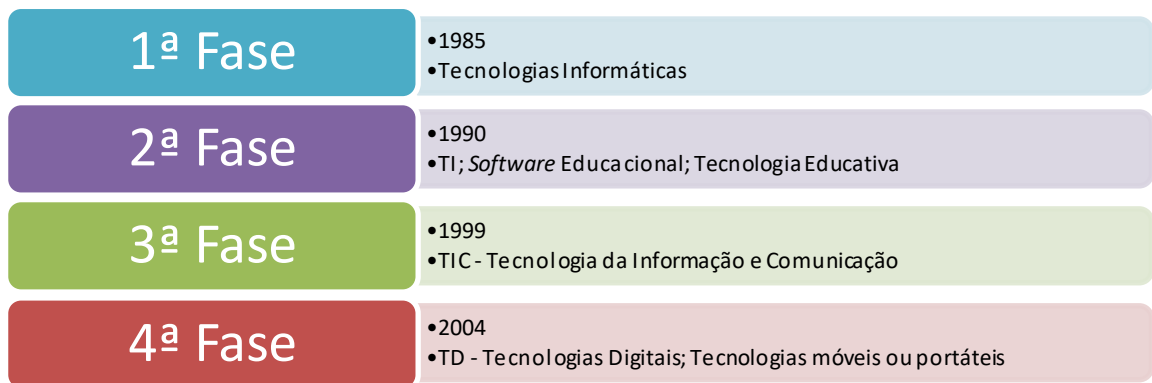 1ª Fase
•1985
•Tecnologias Informáticas
2ª Fase
•1990
•TI; Software Educacional; Tecnologia Educativa
3ª Fase
•1999
•TIC - Tecnologia da Informação e Comunicação
4ª Fase
•2004
•TD - Tecnologias Digitais; Tecnologias móveis ou portáteis